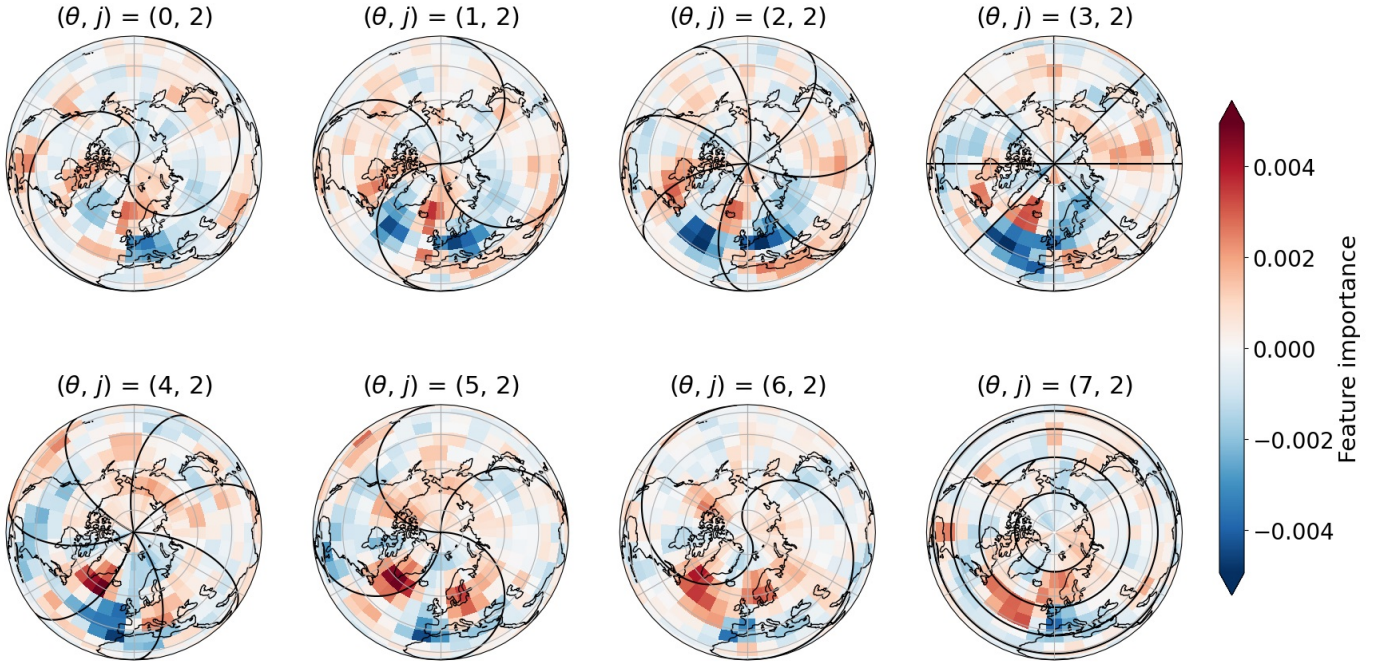 (θ, j) = (0, 2)
(θ, j) = (1, 2)
(θ, j) = (2, 2)
(θ, j) = (3, 2)
0.004
0.002
0.000
−0.002
−0.004
Feature importance
(θ, j) = (4, 2)
(θ, j) = (5, 2)
(θ, j) = (6, 2)
(θ, j) = (7, 2)